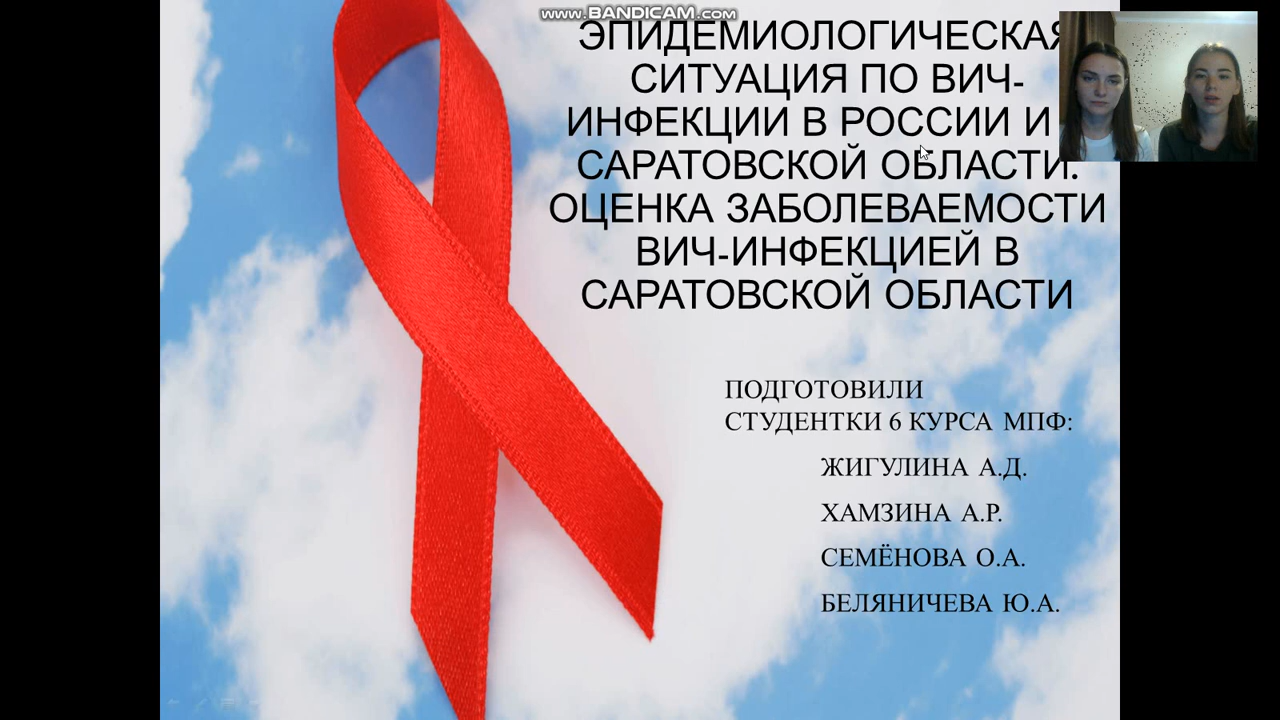 www.BANDICAM.com
ЭПИДЕМИОЛОГИЧЕСКАЯ
СИТУАЦИЯ ПО ВИЧ-
ИНФЕКЦИИ В РОССИИ И
САРАТОВСКОЙ ОБЛАСТИ.
ОЦЕНКА ЗАБОЛЕВАЕМОСТИ
ВИЧ-ИНФЕКЦИЕЙ В
САРАТОВСКОЙ ОБЛАСТИ
ПОДГОТОВИЛИ
СТУДЕНТКИ 6 КУРСА МПФ:
ЖИГУЛИНА А.Д.
ХАМЗИНА А.Р.
СЕМЁНОВА О.А.
БЕЛЯНИЧЕВА Ю.А.